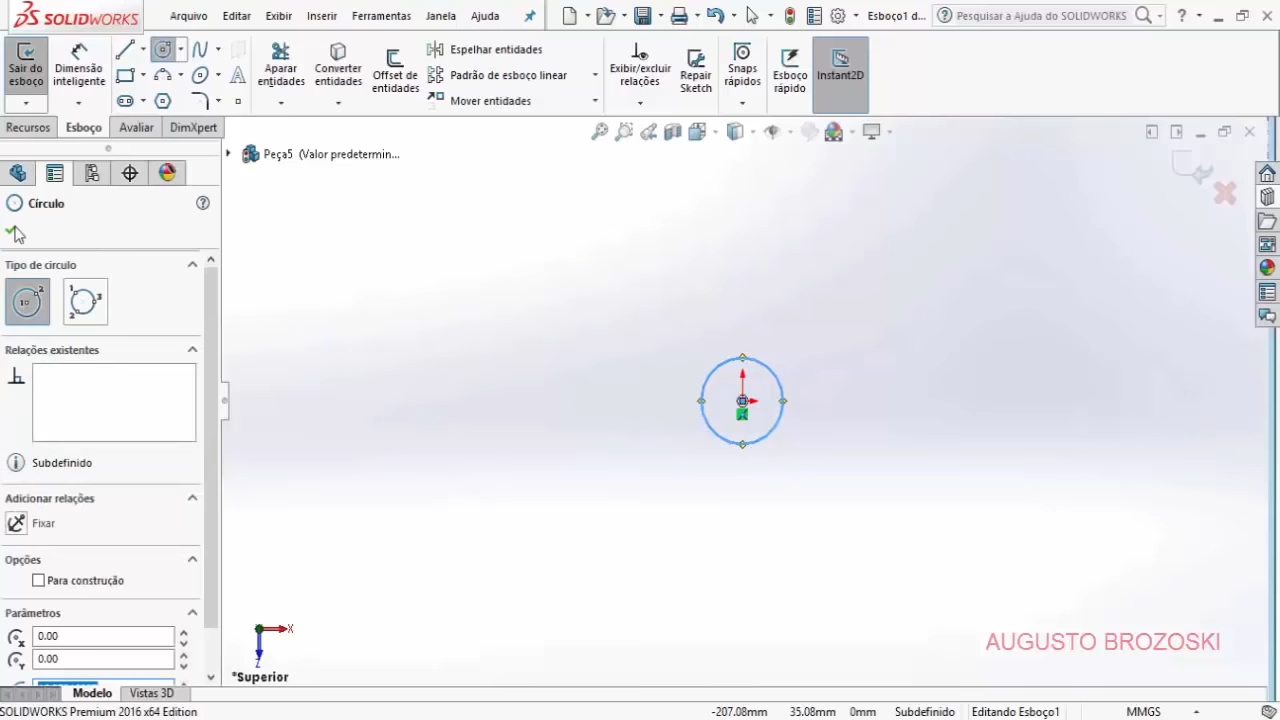 SOLIDWORKS
Arquivo Editar Exibir Inserir Ferramentas Janela Ajuda
Esboço1 d...
Pesquisar a Ajuda do SOLIDWORKS
Sair do esboço
Dimensão inteligente
Aparar entidades
Converter entidades
Offset de entidades
Espelhar entidades
Padrão de esboço linear
Mover entidades
Exibir/excluir relações
Repair Sketch
Snaps rápidos
Esboço rápido
Instant2D
Recursos Esboço Avaliar DimXpert
Peça5 (Valor predetermin...
Círculo
Tipo de círculo
Relações existentes
Subdefinido
Adicionar relações
Fixar
Opções
Para construção
Parâmetros
0.00
0.00
X
Z
*Superior
AUGUSTO BROZOSKI
Modelo Vistas 3D
SOLIDWORKS Premium 2016 x64 Edition
-207.08mm 35.08mm 0mm Subdefinido Editando Esboço1 MMGS